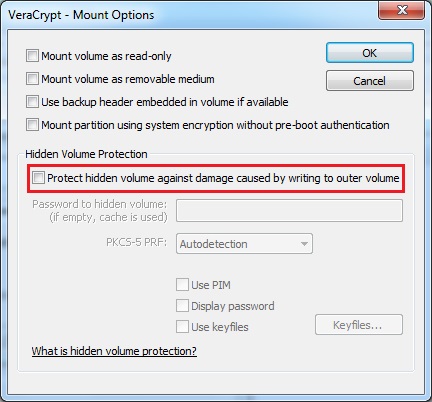 VeraCrypt - Mount Options
Mount volume as read-only
OK
Mount volume as removable medium
Cancel
Use backup header embedded in volume if available
Mount partition using system encryption without pre-boot authentication
Hidden Volume Protection
Protect hidden volume against damage caused by writing to outer volume
Password to hidden volume:
(if empty, cache is used)
PKCS-5 PRF:
Autodetection
Use PIM
Display password
Use keyfiles
Keyfiles...
What is hidden volume protection?